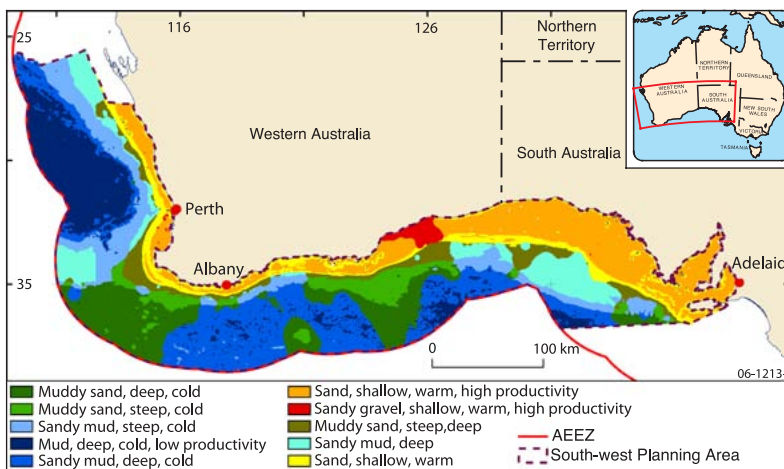 116
126
25
35
Northern
Territory
Western Australia
South Australia
Perth
Albany
Adelaid
0
100 km
06-1213-
NORTHERN
TERRITORY
QUEENSLAND
WESTERN
AUSTRALIA
SOUTH
AUSTRALIA
NEW SOUTH
WALES
VICTORIA
TASMANIA
Muddy sand, deep, cold
Muddy sand, steep, cold
Sandy mud, steep, cold
Mud, deep, cold, low productivity
Sandy mud, deep, cold
Sand, shallow, warm, high productivity
Sandy gravel, shallow, warm, high productivity
Muddy sand, steep,deep
Sandy mud, deep
Sand, shallow, warm
AEEZ
South-west Planning Area